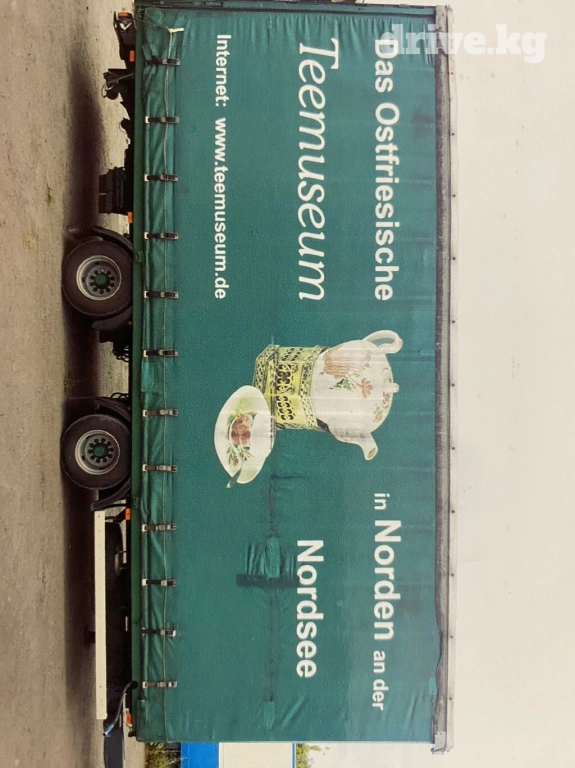 drive.kg
Das Ostfriesische
Teemuseum
Internet: www.teemuseum.de
in Norden an der
Nordsee